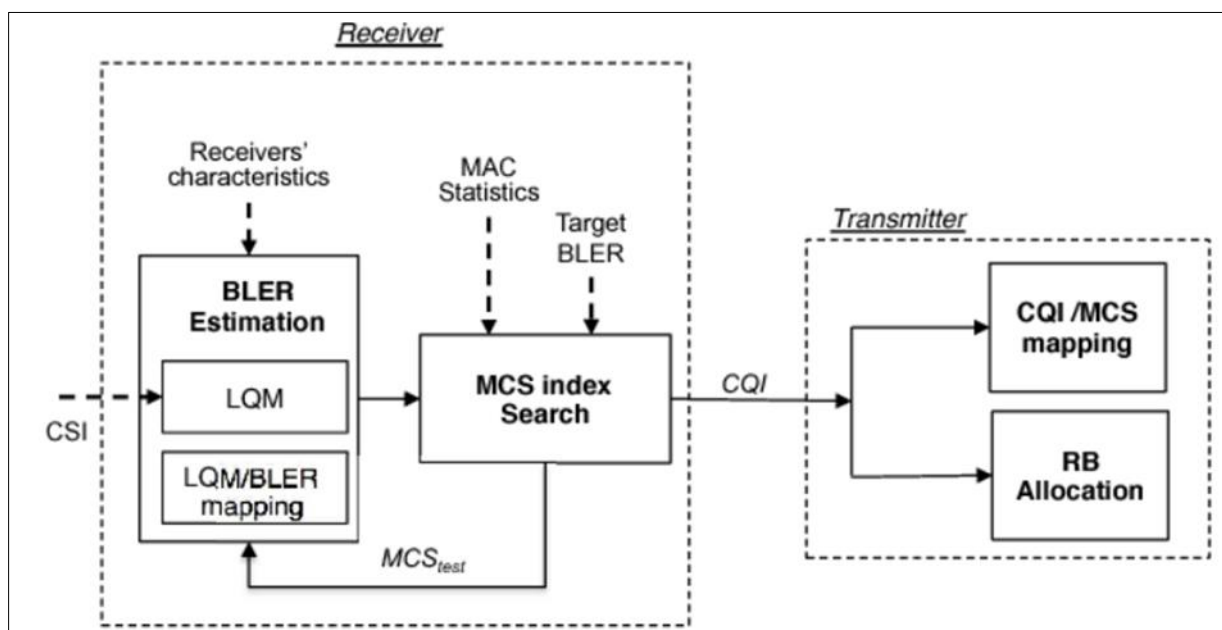 Receiver
Receivers’
characteristics
MAC
Statistics
Target
BLER
Transmitter
BLER
Estimation
LQM
LQM/BLER
mapping
CSI
MCS index
Search
MCStest
CQI
CQI /MCS
mapping
RB
Allocation